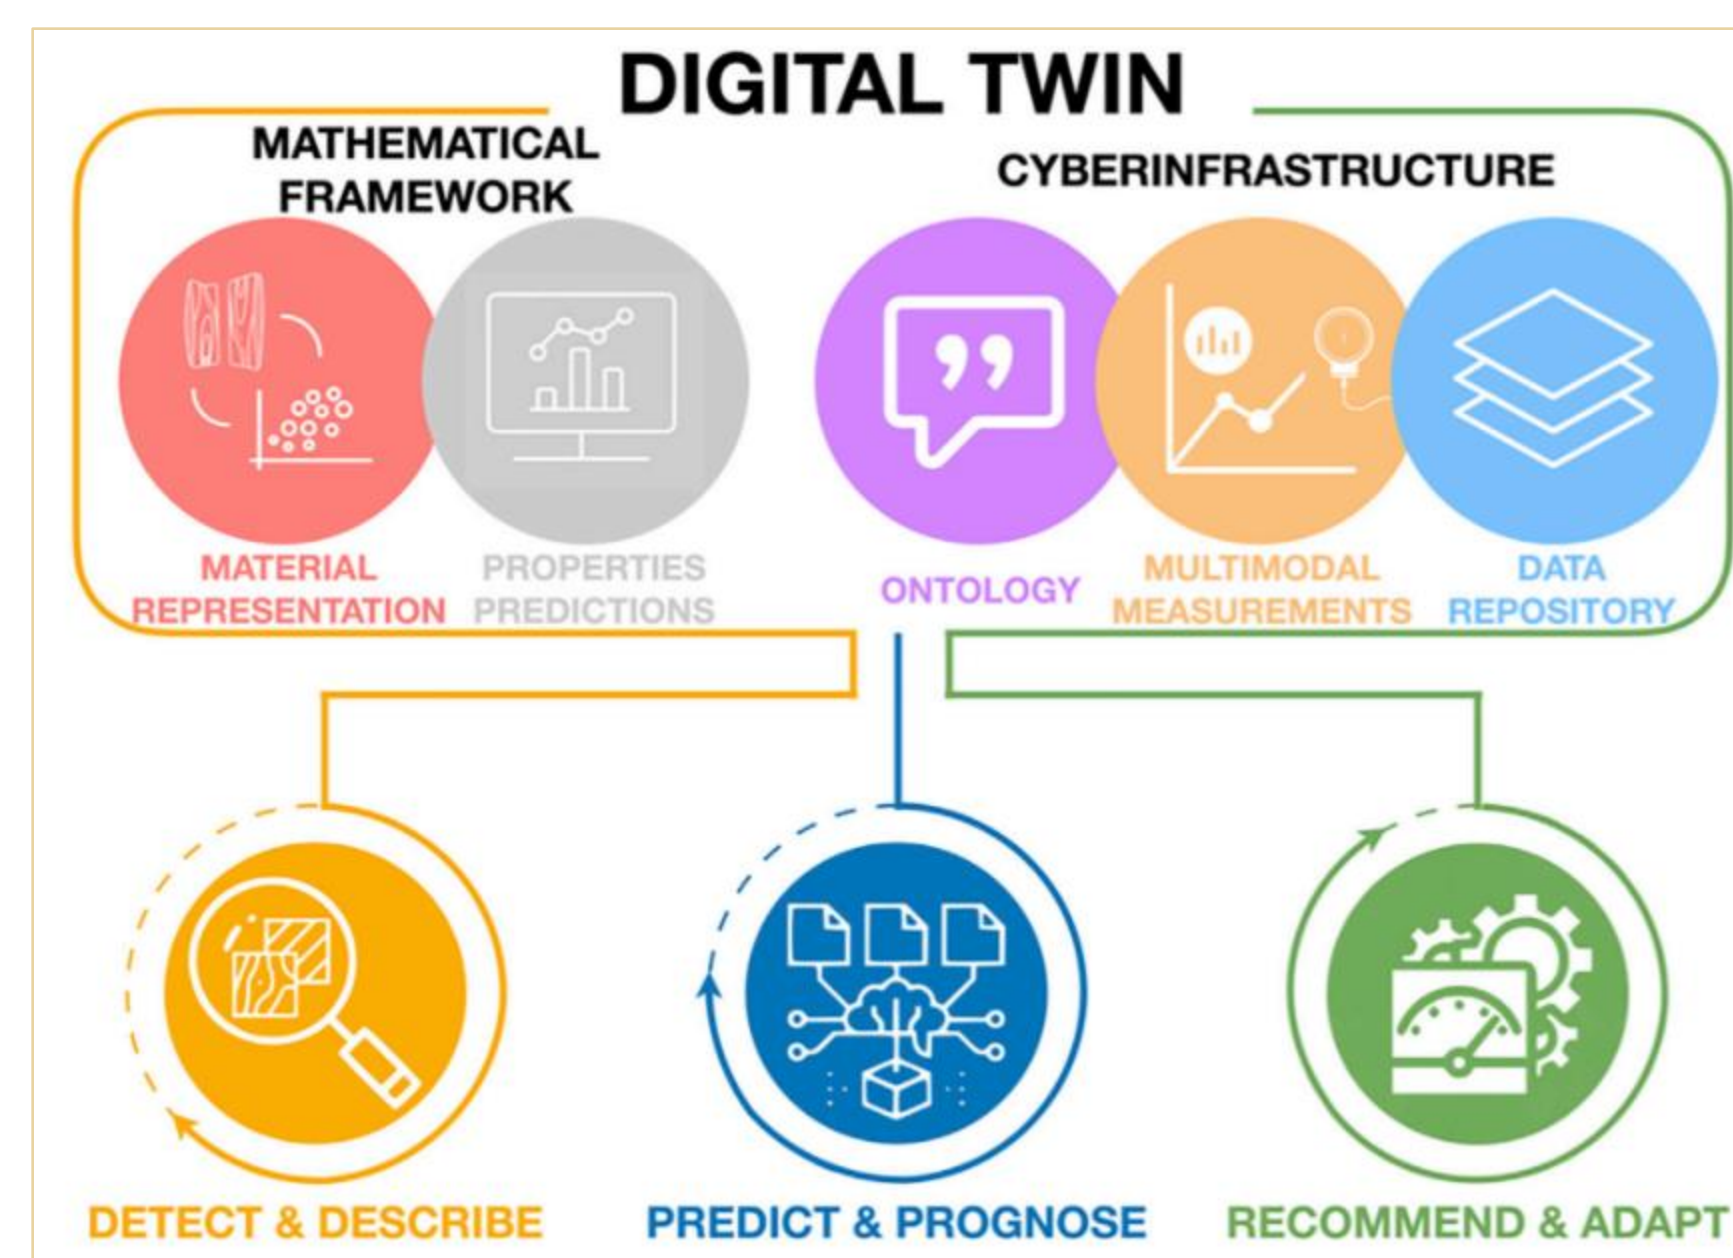 DIGITAL TWIN
MATHEMATICAL
FRAMEWORK
CYBERINFRASTRUCTURE
MATERIAL
REPRESENTATION
PROPERTIES
PREDICTIONS
ONTOLOGY
MULTIMODAL
MEASUREMENTS
DATA
REPOSITORY
DETECT & DESCRIBE
PREDICT & PROGNOSE
RECOMMEND & ADAPT